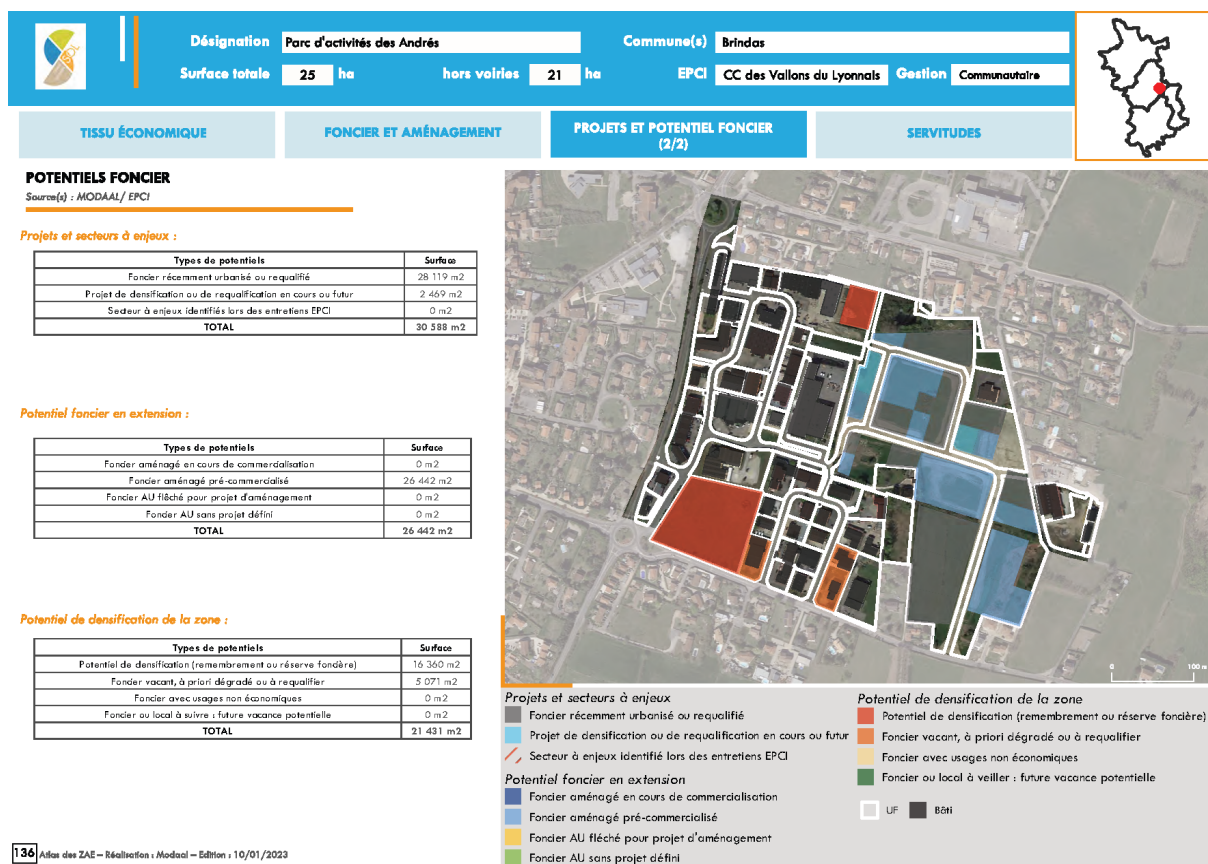 Désignation Parc d'activités des Andrés Commune(s) Brindas
Surface totale 25 ha hors voiries 21 ha EPCI CC des Vallons du Lyonnais Gestion Communautaire
TISSU ÉCONOMIQUE
FONCIER ET AMÉNAGEMENT
PROJETS ET POTENTIEL FONCIER
(2/2)
SERVITUDES
POTENTIELS FONCIER
Source(s) : MODAAL/ EPCI
Projets et secteurs à enjeux :
Types de potentiels Surface
Foncier récemment urbanisé ou requalifié 28 119 m2
Projet de densification ou de requalification en cours ou futur 2 469 m2
Secteur à enjeux identifiés lors des entretiens EPCI 0 m2
TOTAL 30 588 m2
Potentiel foncier en extension :
Types de potentiels Surface
Foncier aménagé en cours de commercialisation 0 m2
Foncier aménagé pré-commercialisé 26 442 m2
Foncier AU flêché pour projet d'aménagement 0 m2
Foncier AU sans projet défini 0 m2
TOTAL 26 442 m2
Potentiel de densification de la zone :
Types de potentiels Surface
Potentiel de densification (remembrement ou réserve fondère) 16 360 m2
Foncier vacant, à priori dégradé ou à requalifier 5 071 m2
Foncier avec usages non économiques 0 m2
Foncier ou local à suivre : future vacance potentielle 0 m2
TOTAL 21 431 m2
0 100 m
Projets et secteurs à enjeux
Foncier récemment urbanisé ou requalifié
Projet de densification ou de requalification en cours ou futur
Secteur à enjeux identifié lors des entretiens EPCI
Potentiel foncier en extension
Foncier aménagé en cours de commercialisation
Foncier aménagé pré-commercialisé
Foncier AU fléché pour projet d'aménagement
Foncier AU sans projet défini
Potentiel de densification de la zone
Potentiel de densification (remembrement ou réserve foncière)
Foncier vacant, à priori dégradé ou à requalifier
Foncier avec usages non économiques
Foncier ou local à veiller : future vacance potentielle
UF Bâti
136 Atlas des ZAE – Réalisation : Modaal – Edition : 10/01/2023